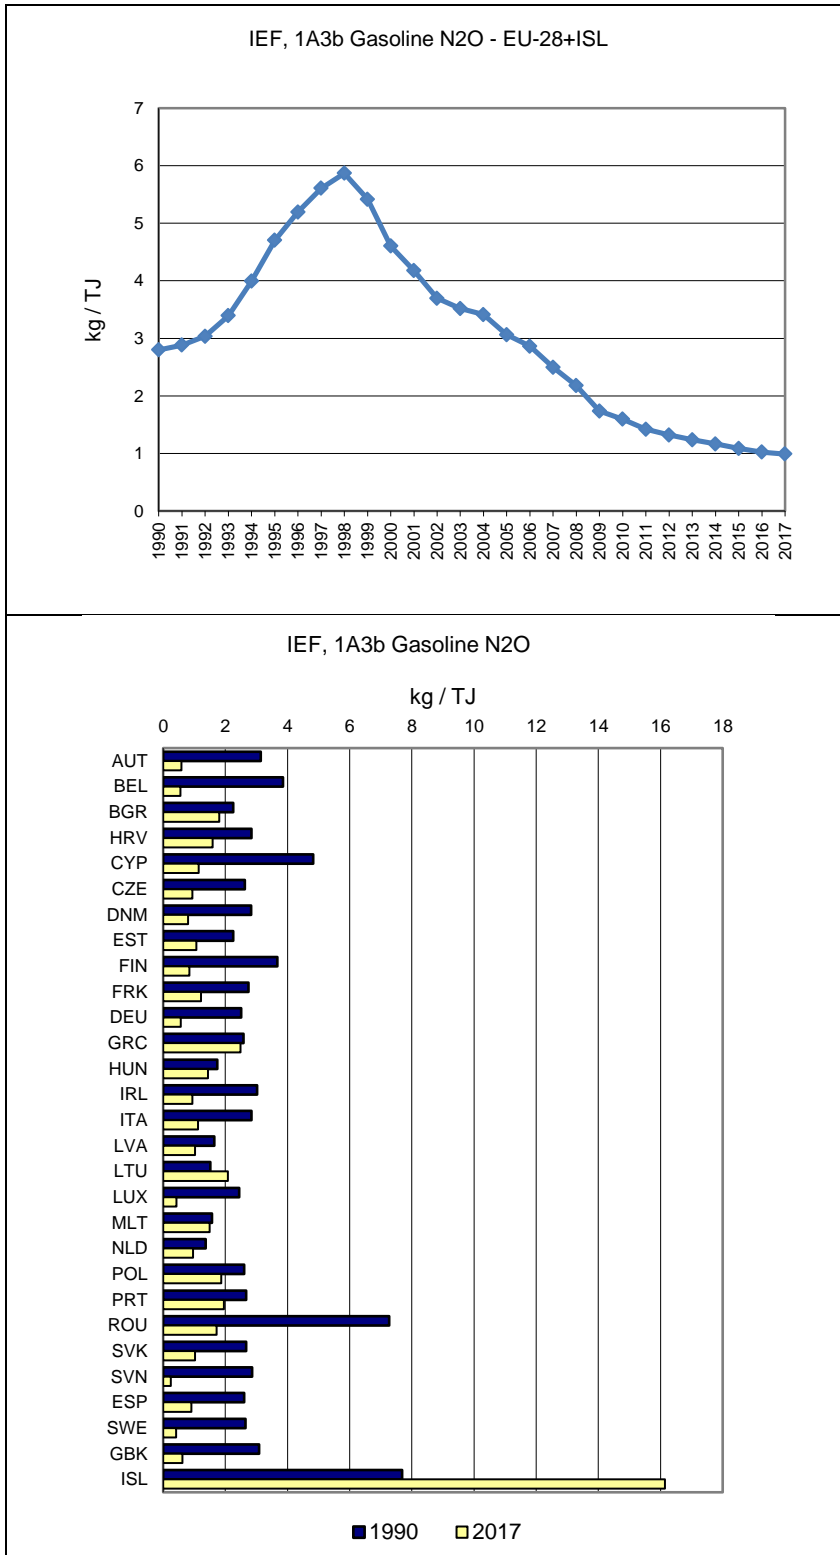 IEF, 1A3b Gasoline N2O - EU-28+ISL
7
6
5
4
3
2
1
0
kg / TJ
1990
1991
1992
1993
1994
1995
1996
1997
1998
1999
2000
2001
2002
2003
2004
2005
2006
2007
2008
2009
2010
2011
2012
2013
2014
2015
2016
2017
IEF, 1A3b Gasoline N2O
kg / TJ
0 2 4 6 8 10 12 14 16 18
AUT
BEL
BGR
HRV
CYP
CZE
DNM
EST
FIN
FRK
DEU
GRC
HUN
IRL
ITA
LVA
LTU
LUX
MLT
NLD
POL
PRT
ROU
SVK
SVN
ESP
SWE
GBK
ISL
1990 2017